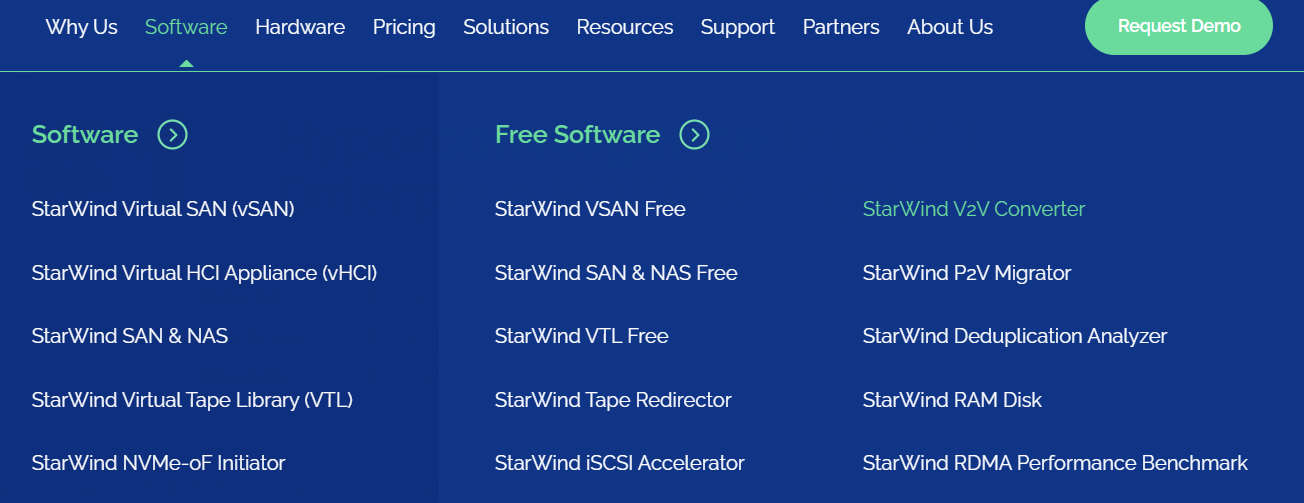 Why Us Software Hardware Pricing Solutions Resources Support Partners About Us Request Demo
Software
StarWind Virtual SAN (vSAN)
StarWind Virtual HCI Appliance (vHCI)
StarWind SAN & NAS
StarWind Virtual Tape Library (VTL)
StarWind NVMe-oF Initiator
Free Software
StarWind VSAN Free
StarWind SAN & NAS Free
StarWind VTL Free
StarWind Tape Redirector
StarWind iSCSI Accelerator
StarWind V2V Converter
StarWind P2V Migrator
StarWind Deduplication Analyzer
StarWind RAM Disk
StarWind RDMA Performance Benchmark